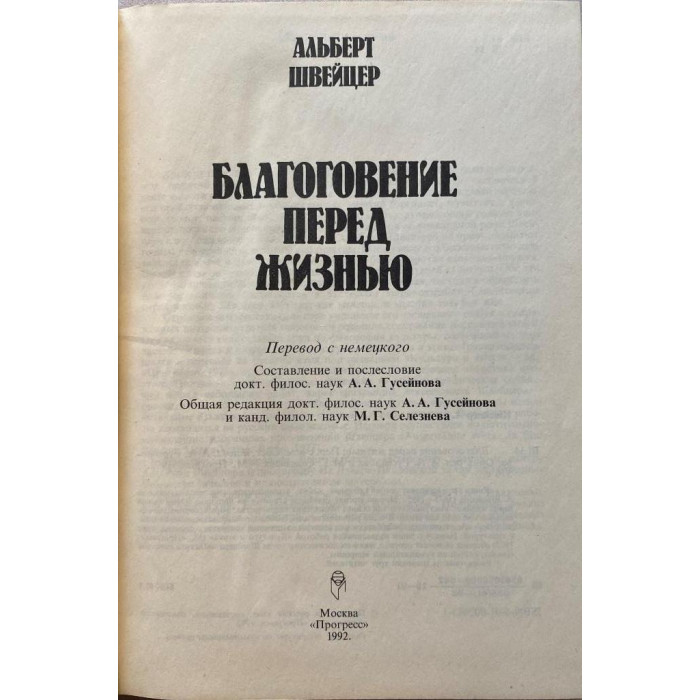 АЛЬБЕРТ
ШВЕЙЦЕР
БЛАГОГОВЕНИЕ
ПЕРЕД
ЖИЗНЬЮ
Перевод с немецкого
Составление и послесловие
докт. филос. наук А. А. Гусейнова
Общая редакция докт. филос. наук А. А. Гусейнова
и канд. филол. наук М. Г. Селезнева
Москва
«Прогресс»
1992.